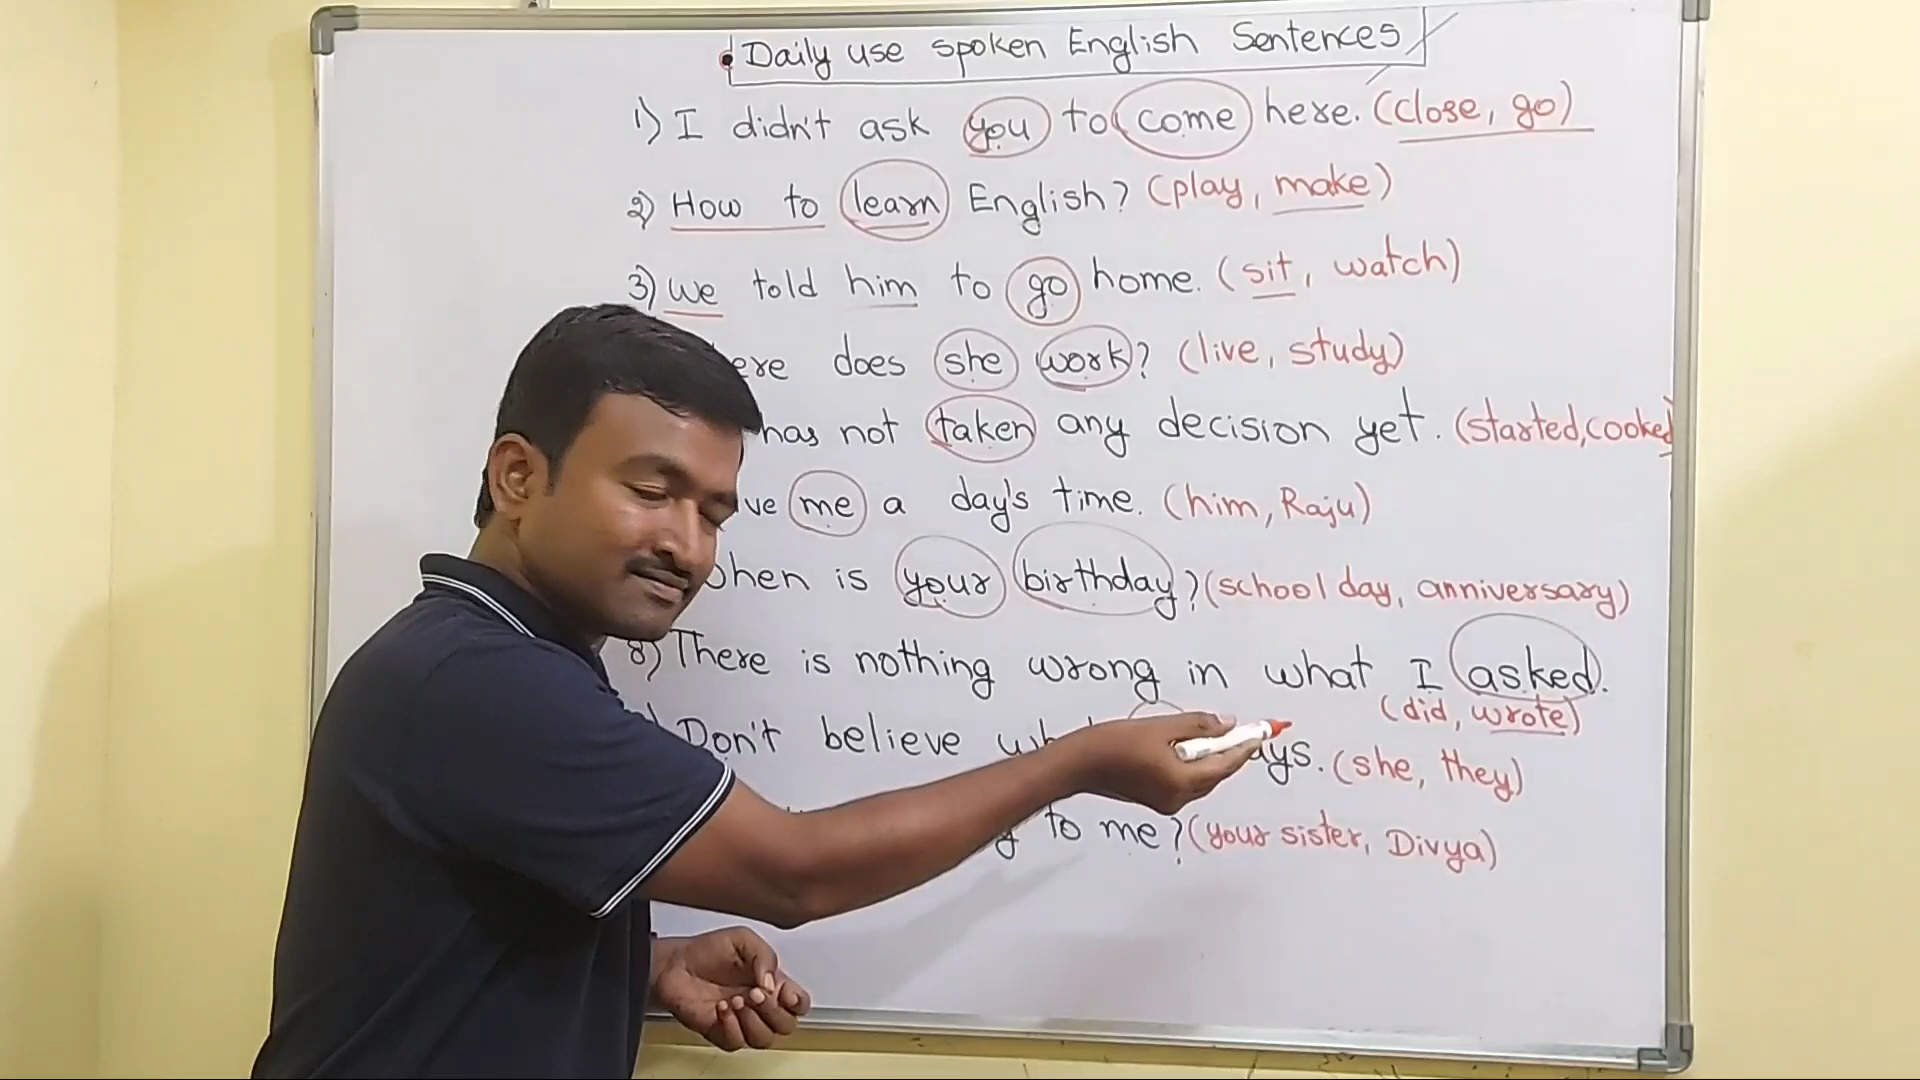 Daily use spoken English Sentences
1) I didn't ask you to come here. (close, go)
2) How to learn English? (play, make)
3) we told him to go home. (sit, watch)
does she work? (live, study)
has not taken any decision yet. (started, cooked)
me a day's time. (him, Raju)
when is your birthday? (school day, anniversary)
8) There is nothing wrong in what I asked.
(did, wrote)
Don't believe (she, they)
to me? (your sister, Divya)